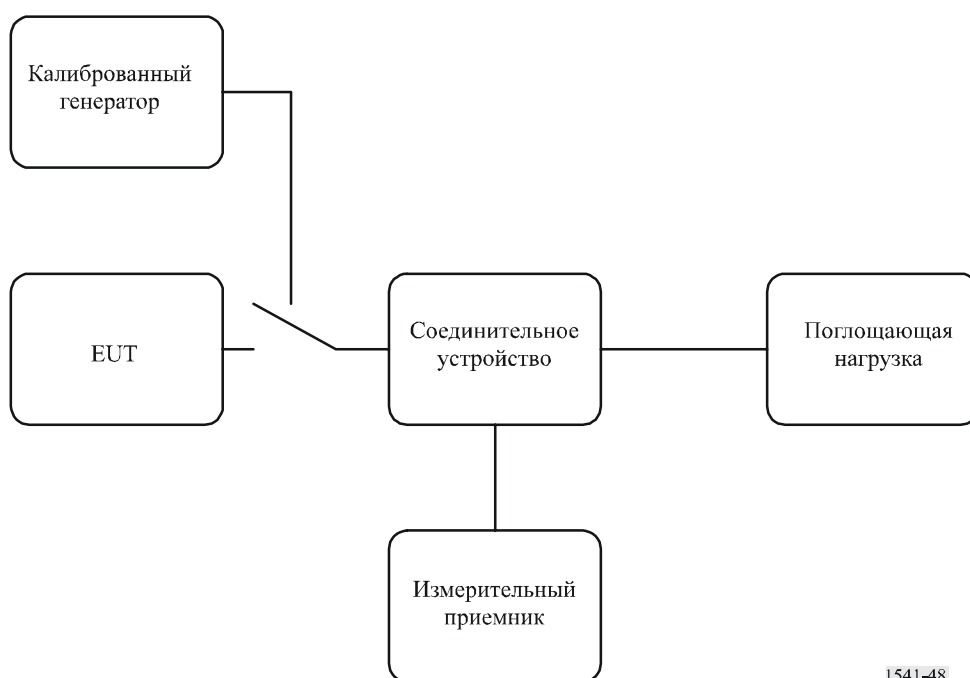 Калиброванный
генератор
EUT
Соединительное
устройство
Поглощающая
нагрузка
Измерительный
приемник
1541-48